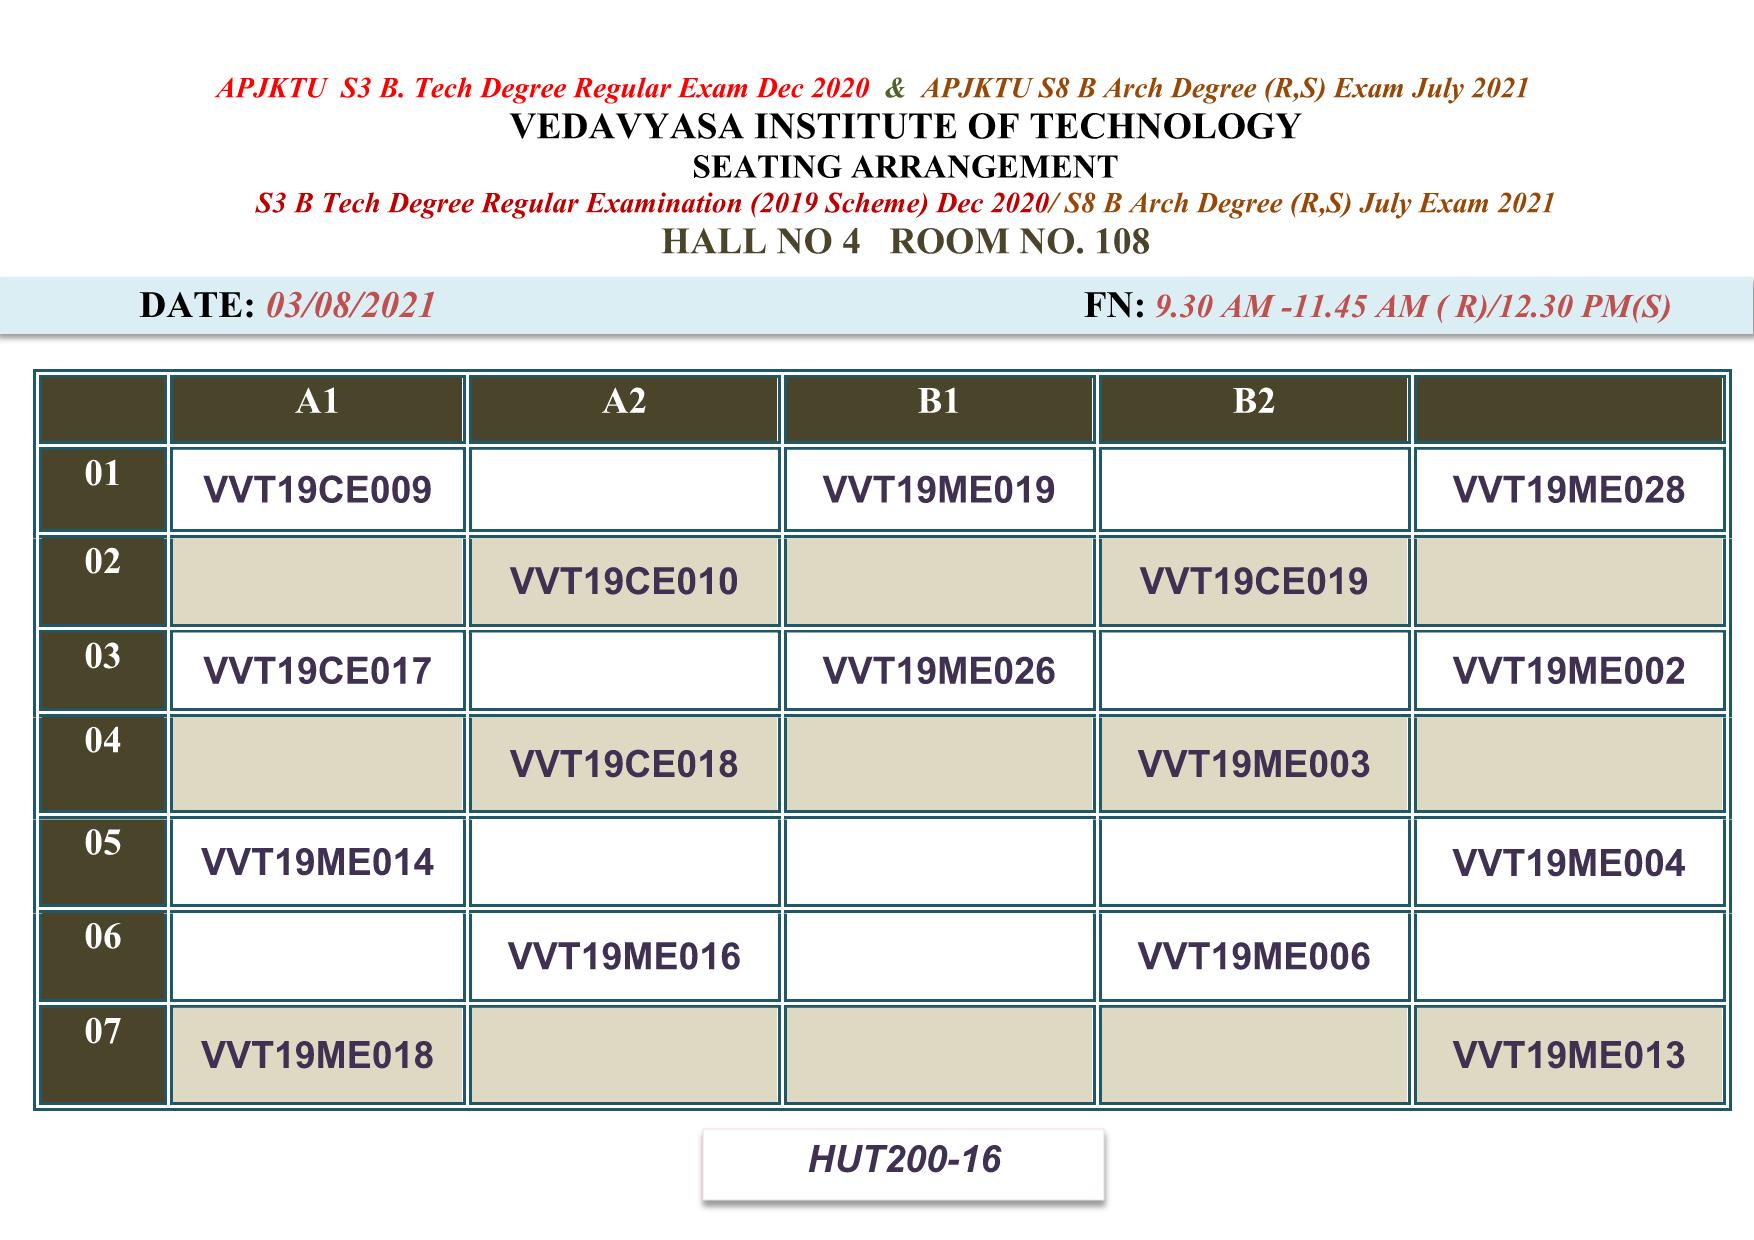 APJKTU S3 B. Tech Degree Regular Exam Dec 2020 & APJKTU S8 B Arch Degree (R,S) Exam July 2021
VEDAVYASA INSTITUTE OF TECHNOLOGY
SEATING ARRANGEMENT
S3 B Tech Degree Regular Examination (2019 Scheme) Dec 2020/ S8 B Arch Degree (R,S) July Exam 2021
HALL NO 4 ROOM NO. 108
DATE: 03/08/2021 FN: 9.30 AM -11.45 AM ( R)/12.30 PM(S)
A1 A2 B1 B2
01 VVT19CE009 VVT19ME019 VVT19ME028
02 VVT19CE010 VVT19CE019
03 VVT19CE017 VVT19ME026 VVT19ME002
04 VVT19CE018 VVT19ME003
05 VVT19ME014 VVT19ME004
06 VVT19ME016 VVT19ME006
07 VVT19ME018 VVT19ME013
HUT200-16